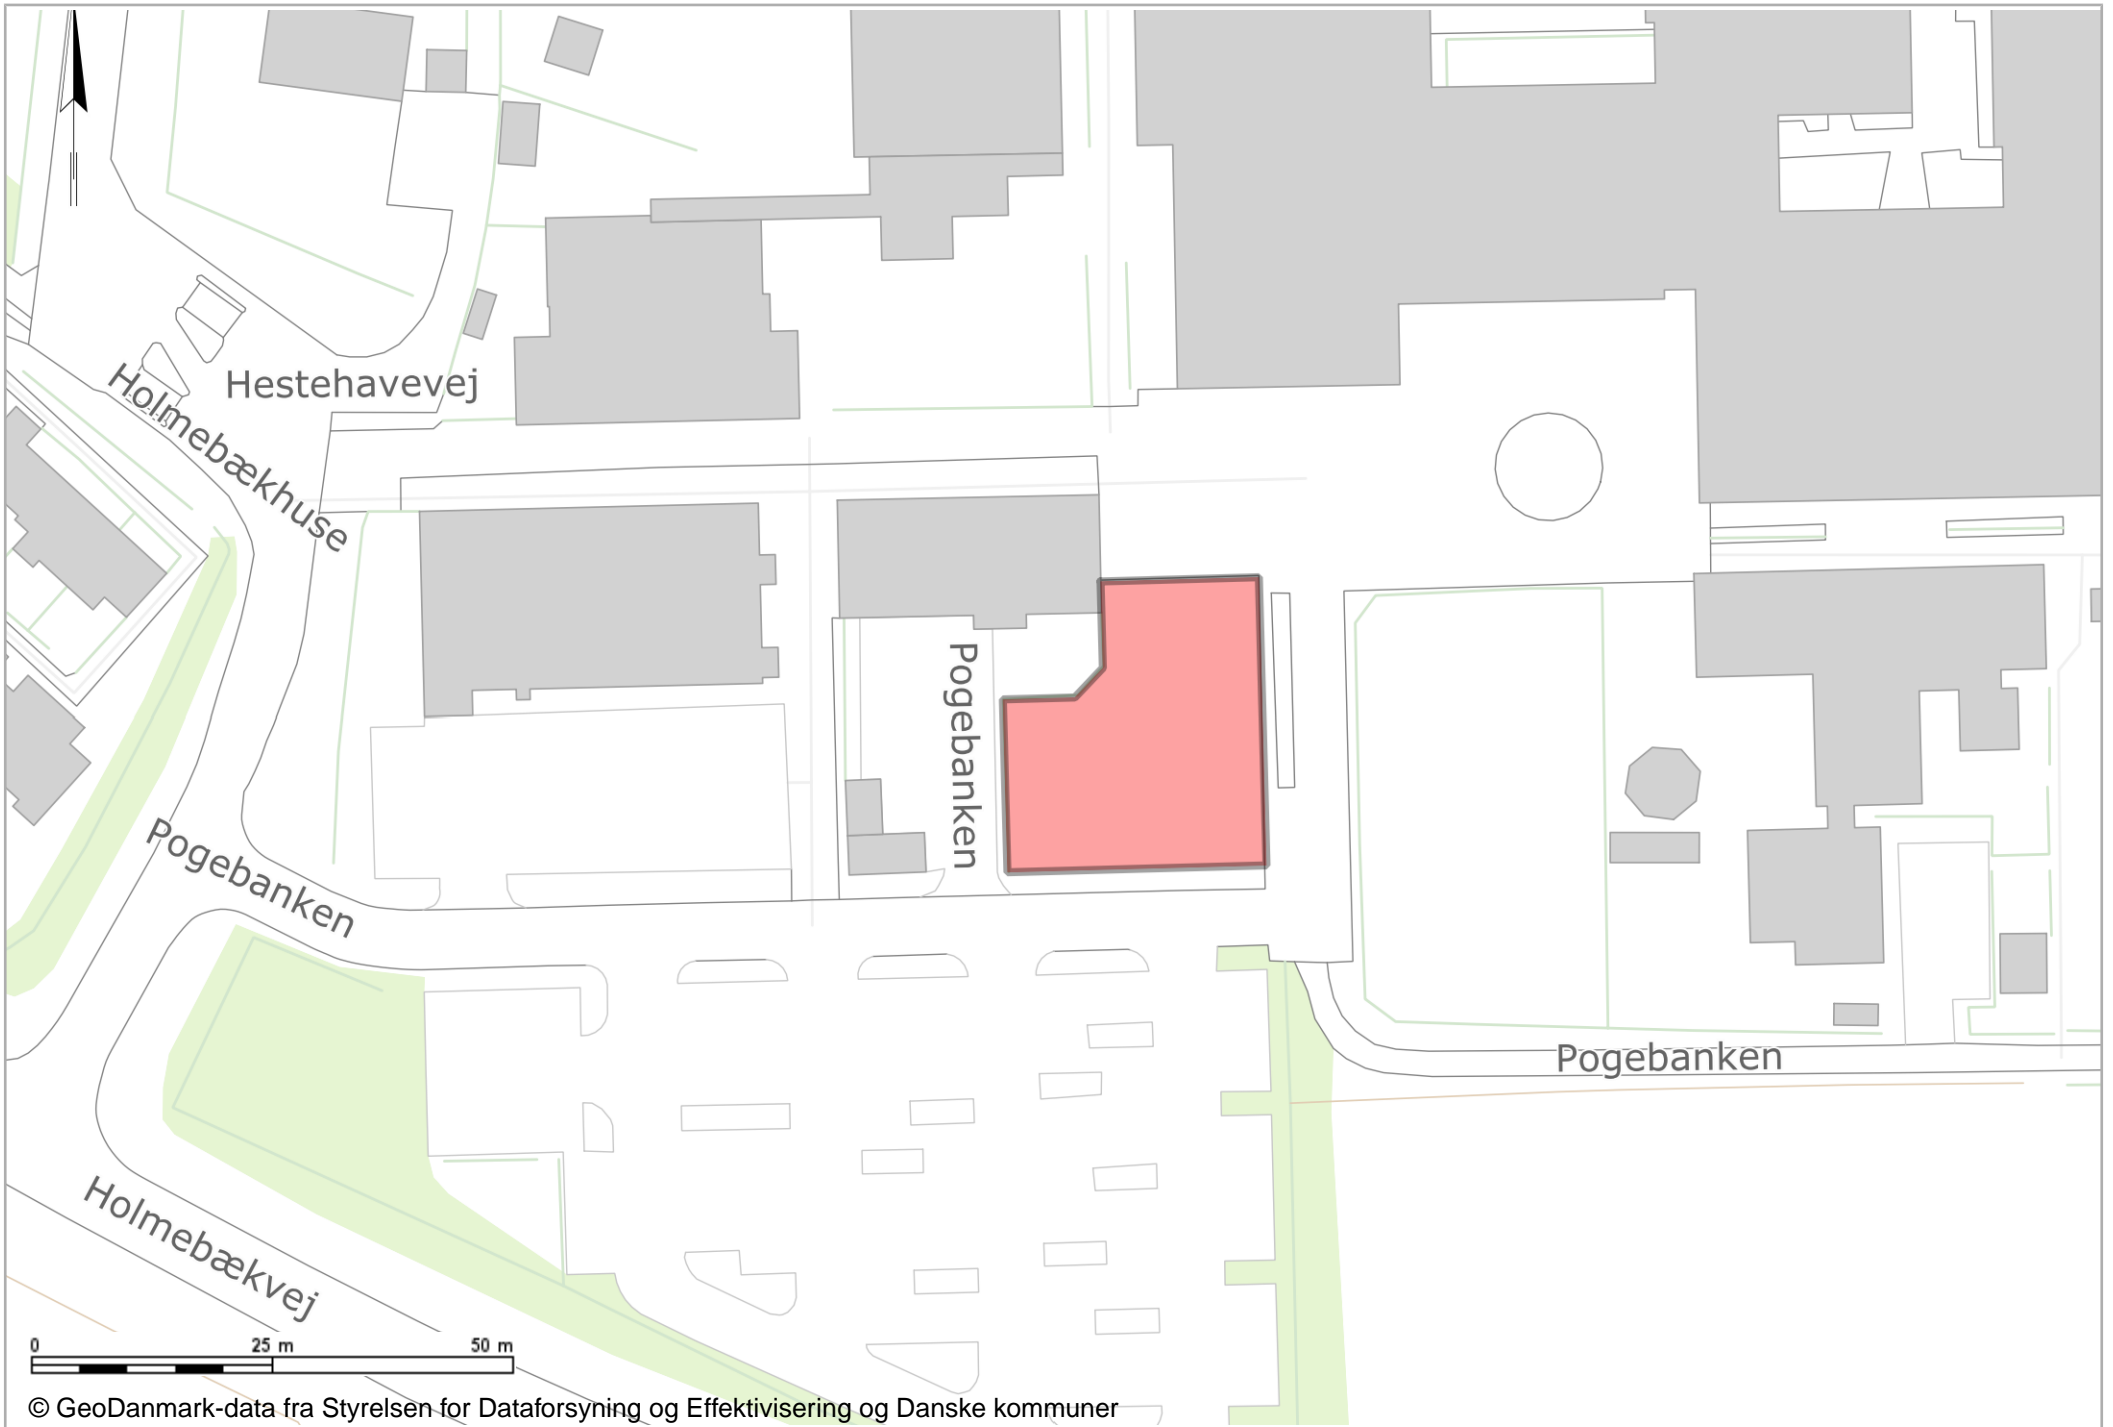 Hestehavevej
Holmebækhuse
Pogebanken
Pogebanken
Pogebanken
Holmebækvej
0 25 m 50 m
© GeoDanmark-data fra Styrelsen for Dataforsyning og Effektivisering og Danske kommuner